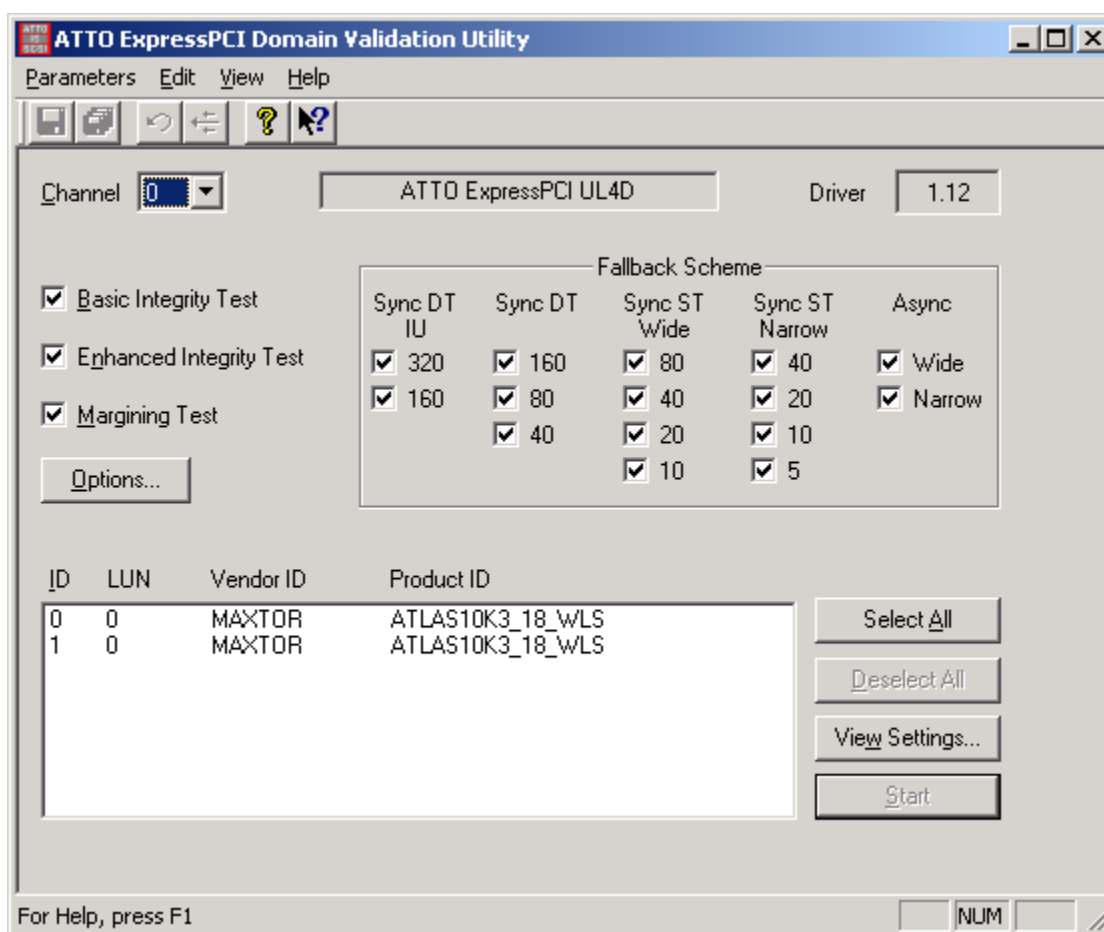 ATTO IS SCSI ATTO ExpressPCI Domain Validation Utility
Parameters Edit View Help
Channel 0 ATTO ExpressPCI UL4D Driver 1.12
Fallback Scheme
Basic Integrity Test
Enhanced Integrity Test
Margining Test
Options...
Sync DT IU Sync DT Sync ST Wide Sync ST Narrow Async
320 160 80 40 Wide
160 80 40 20 Narrow
40 20 10
10 5
ID LUN Vendor ID Product ID
0 0 MAXTOR ATLAS10K3_18_WLS
1 0 MAXTOR ATLAS10K3_18_WLS
Select All
Deselect All
View Settings...
Start
For Help, press F1 NUM